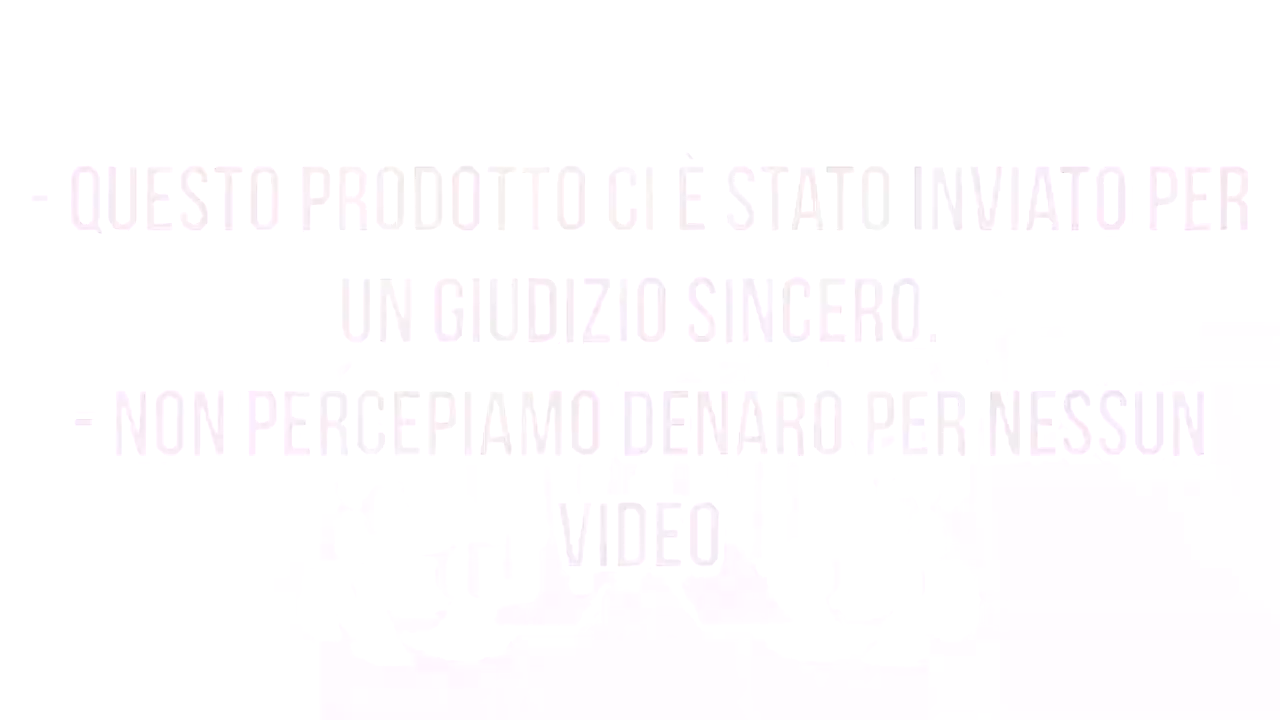 - QUESTO PRODOTTO CI È STATO INVIATO PER
UN GIUDIZIO SINCERO.
- NON PERCEPIAMO DENARO PER NESSUN
VIDEO